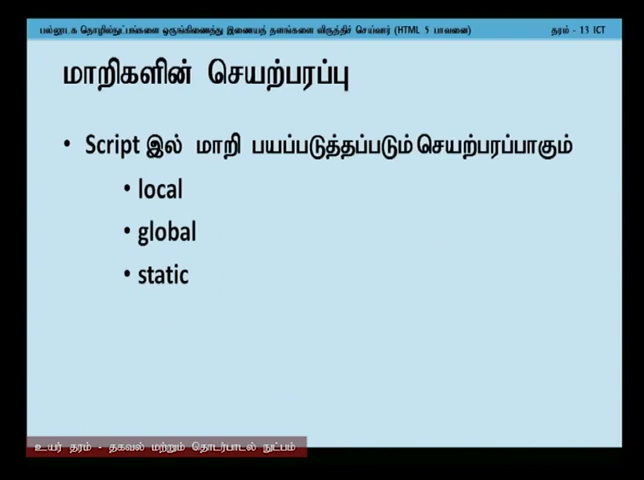 பல்லூடக தொழில்நுட்பங்களை ஒருங்கிணைத்து இணையத் தளங்களை விருத்திச் செய்வார் (HTML 5 பாவனை) தரம் - 13 ICT
மாறிகளின் செயற்பரப்பு
• Script இல் மாறி பயப்படுத்தப்படும் செயற்பரப்பாகும்
• local
• global
• static
உயர் தரம் - தகவல் மற்றும் தொடர்பாடல் நுட்பம்